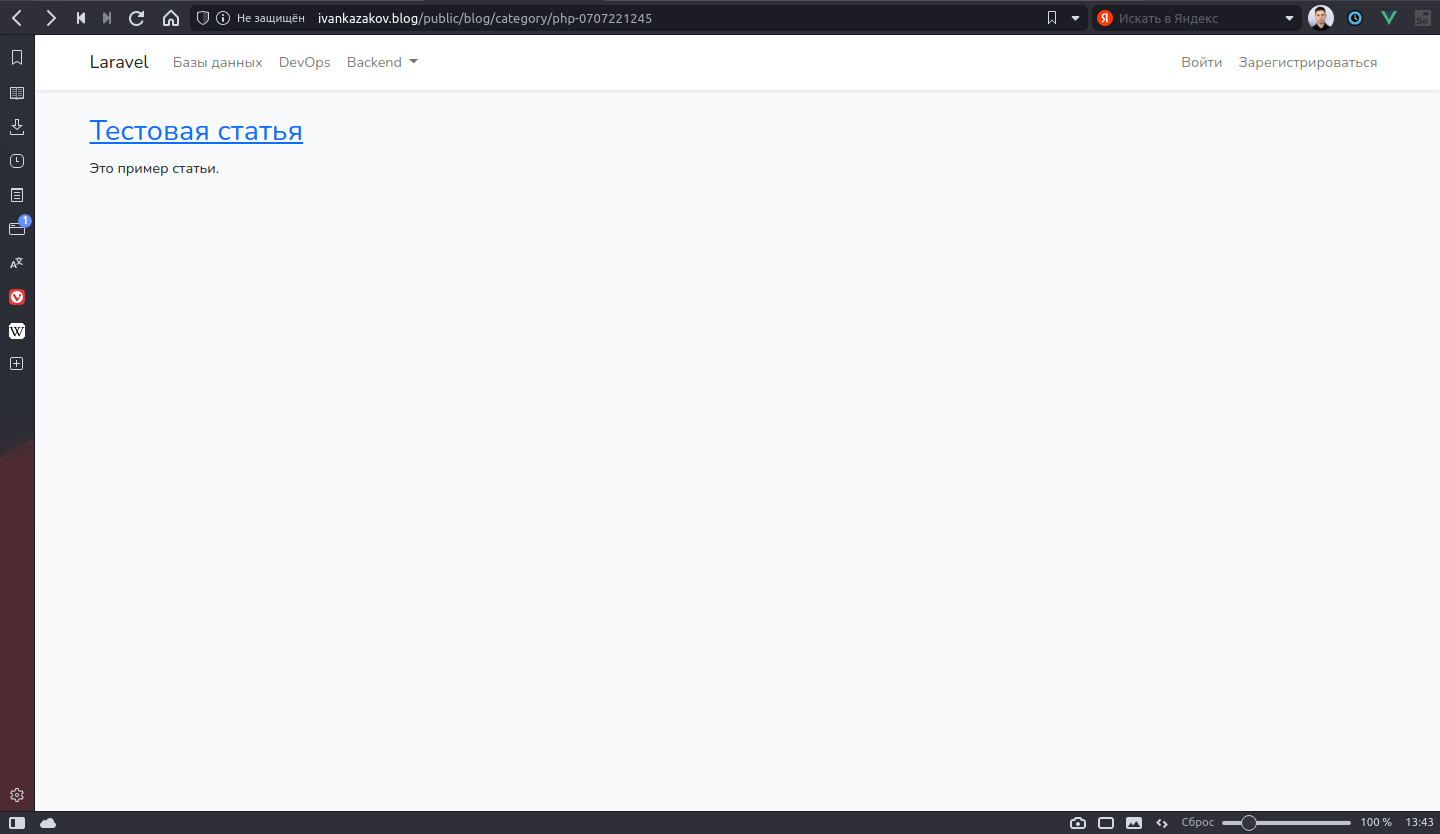 Не защищён ivankazakov.blog/public/blog/category/php-0707221245 Я Искать в Яндекс Se
Laravel Базы данных DevOps Backend Войти Зарегистрироваться
Тестовая статья
Это пример статьи.
1
W
Сброс 100 % 13:43